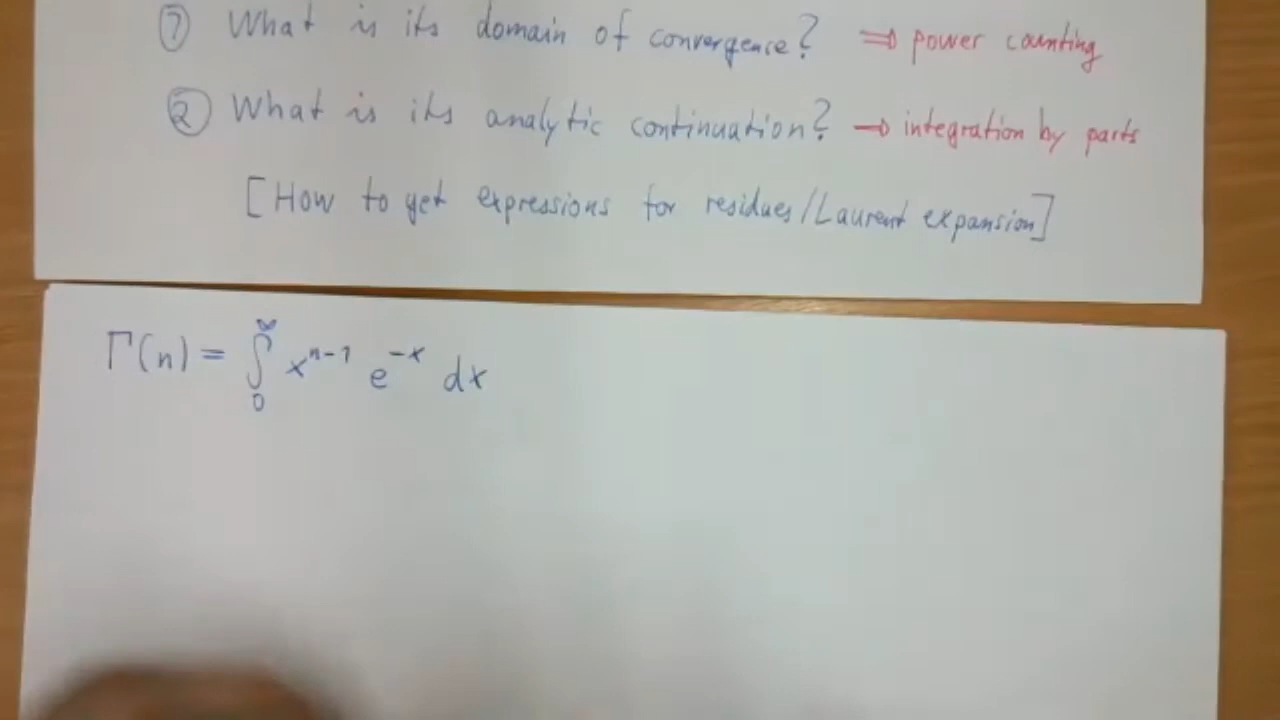 ① What is its domain of convergence? ⇒ power counting
② What is its analytic continuation? → integration by parts
[How to get expressions for residues/Laurent expansion]
Γ(n) = ∫₀^∞ xⁿ⁻¹ e⁻ˣ dx